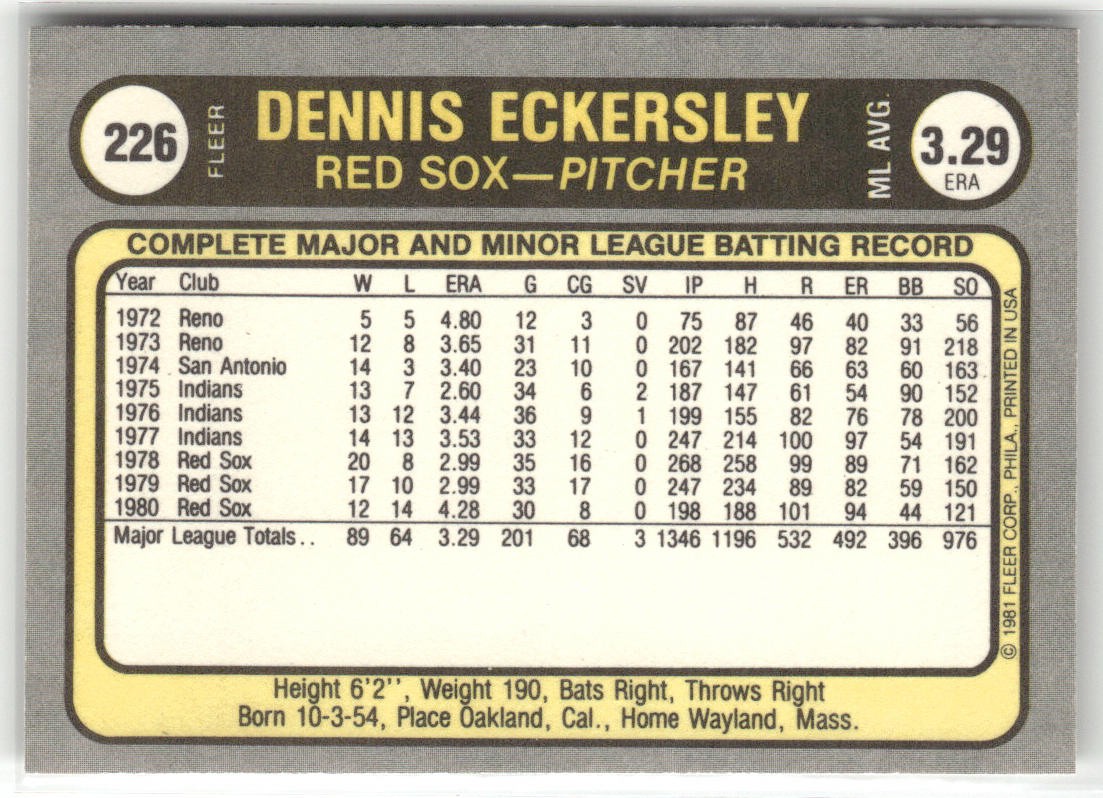 226 FLEER DENNIS ECKERSLEY ML AVG. 3.29
RED SOX—PITCHER ERA
COMPLETE MAJOR AND MINOR LEAGUE BATTING RECORD
Year Club W L ERA G CG SV IP H R ER BB SO
1972 Reno 5 5 4.80 12 3 0 75 87 46 40 33 56
1973 Reno 12 8 3.65 31 11 0 202 182 97 82 91 218
1974 San Antonio 14 3 3.40 23 10 0 167 141 66 63 60 163
1975 Indians 13 7 2.60 34 6 2 187 147 61 54 90 152
1976 Indians 13 12 3.44 36 9 1 199 155 82 76 78 200
1977 Indians 14 13 3.53 33 12 0 247 214 100 97 54 191
1978 Red Sox 20 8 2.99 35 16 0 268 258 99 89 71 162
1979 Red Sox 17 10 2.99 33 17 0 247 234 89 82 59 150
1980 Red Sox 12 14 4.28 30 8 0 198 188 101 94 44 121
Major League Totals.. 89 64 3.29 201 68 3 1346 1196 532 492 396 976
© 1981 FLEER CORP., PHILA., PRINTED IN USA
Height 6'2'', Weight 190, Bats Right, Throws Right
Born 10-3-54, Place Oakland, Cal., Home Wayland, Mass.